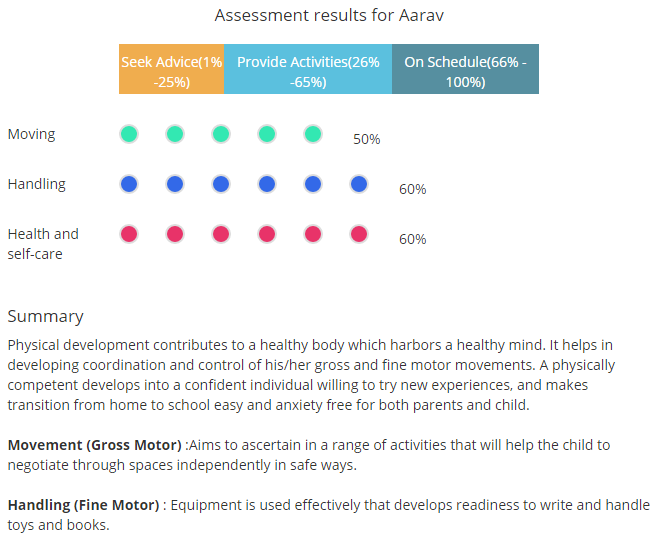 Assessment results for Aarav
Seek Advice(1% Provide Activities(26% On Schedule(66% -
-25%) -65%) 100%)
Moving 50%
Handling 60%
Health and 60%
self-care
Summary
Physical development contributes to a healthy body which harbors a healthy mind. It helps in
developing coordination and control of his/her gross and fine motor movements. A physically
competent develops into a confident individual willing to try new experiences, and makes
transition from home to school easy and anxiety free for both parents and child.
Movement (Gross Motor) :Aims to ascertain in a range of activities that will help the child to
negotiate through spaces independently in safe ways.
Handling (Fine Motor) : Equipment is used effectively that develops readiness to write and handle
toys and books.